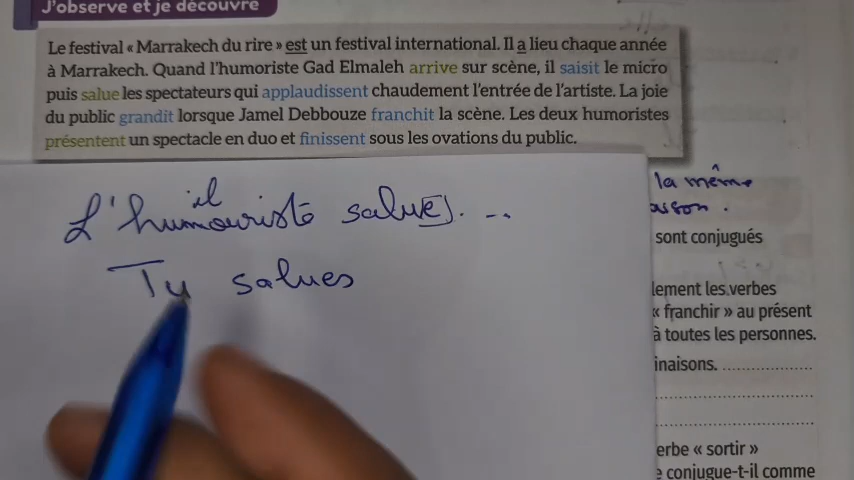 J'observe et je découvre
Le festival « Marrakech du rire » est un festival international. Il a lieu chaque année
à Marrakech. Quand l'humoriste Gad Elmaleh arrive sur scène, il saisit le micro
puis salue les spectateurs qui applaudissent chaudement l'entrée de l'artiste. La joie
du public grandit lorsque Jamel Debbouze franchit la scène. Les deux humoristes
présentent un spectacle en duo et finissent sous les ovations du public.
il
L'humouriste salue ...
Tu salues
la même
sont conjugués
lement les verbes
« franchir » au présent
à toutes les personnes.
inaisons. ..................
erbe « sortir »
conjugue-t-il comme